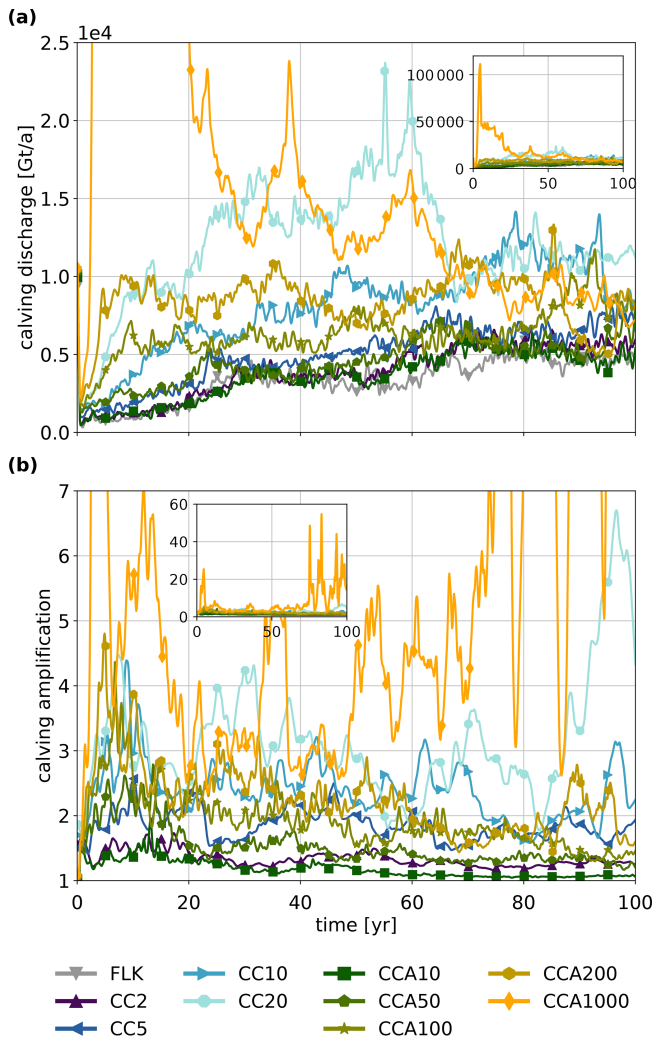 (a)
1e4
2.5
2.0
1.5
1.0
0.5
0.0
calving discharge [Gt/a]
100 000
50 000
0
0 50 100
(b)
7
6
5
4
3
2
1
calving amplification
60
40
20
0
0 50 100
0 20 40 60 80 100
time [yr]
FLK CC10 CCA10 CCA200
CC2 CC20 CCA50 CCA1000
CC5 CCA100